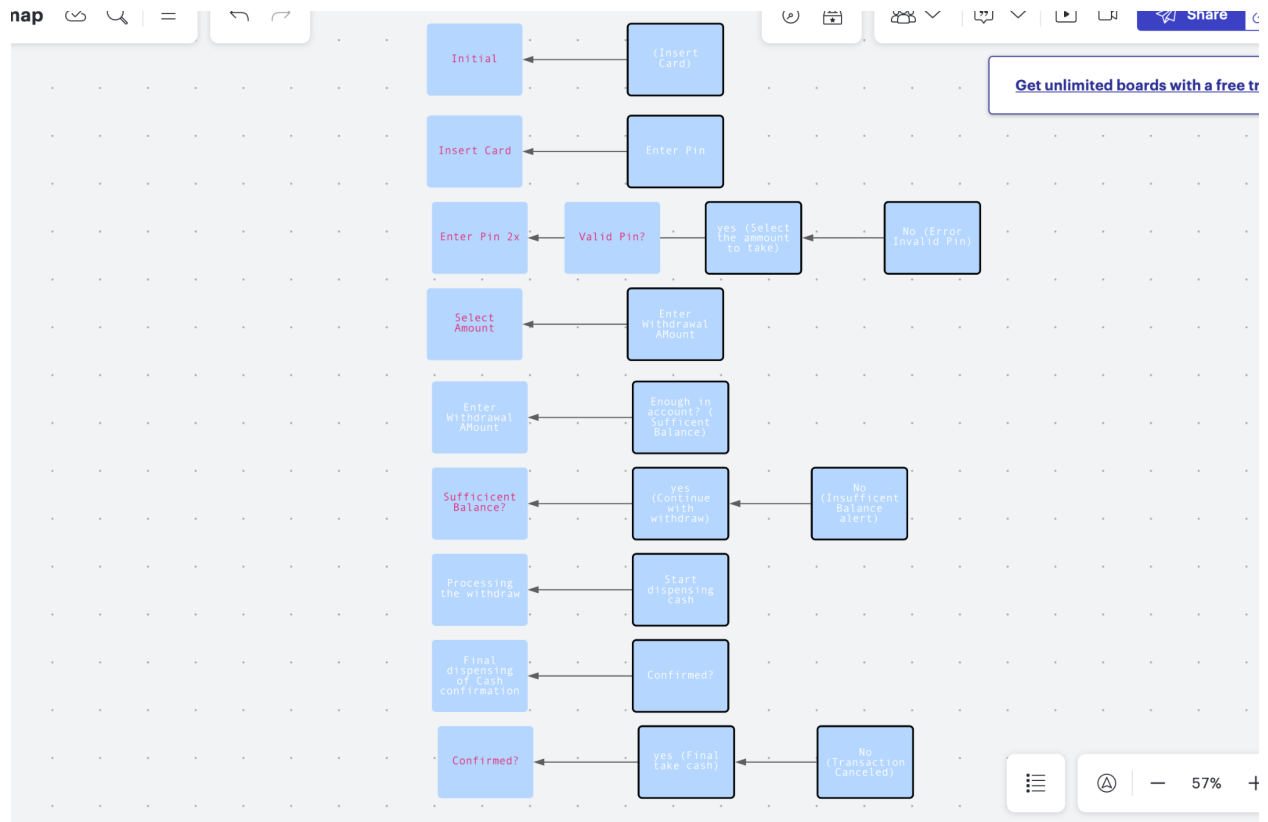 map
Share
Get unlimited boards with a free tr
Initial
(Insert
Card)
Insert Card
Enter Pin
Enter Pin 2x
Valid Pin?
yes (Select
the ammount
to take)
No (Error
Invalid Pin)
Select
Amount
Enter
Withdrawal
AMount
Enter
Withdrawal
AMount
Enough in
account? (
Sufficent
Balance)
Sufficicent
Balance?
yes
(Continue
with
withdraw)
No
(Insufficent
Balance
alert)
Processing
the withdraw
Start
dispensing
cash
Final
dispensing
of Cash
confirmation
Confirmed?
Confirmed?
yes (Final
take cash)
No
(Transaction
Canceled)
57%